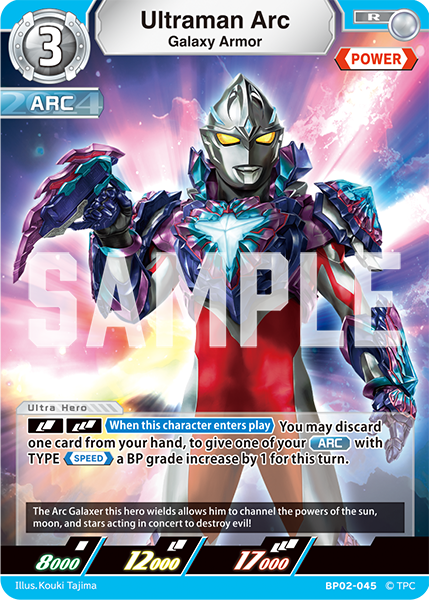 Ultraman Arc
Galaxy Armor
R
3
POWER
ARC
SAMPLE
Ultra Hero
When this character enters play You may discard
one card from your hand, to give one of your ARC with
TYPE SPEED a BP grade increase by 1 for this turn.
The Arc Galaxer this hero wields allows him to channel the powers of the sun,
moon, and stars acting in concert to destroy evil!
8000 12000 17000
Illus.Kouki Tajima BP02-045 © TPC